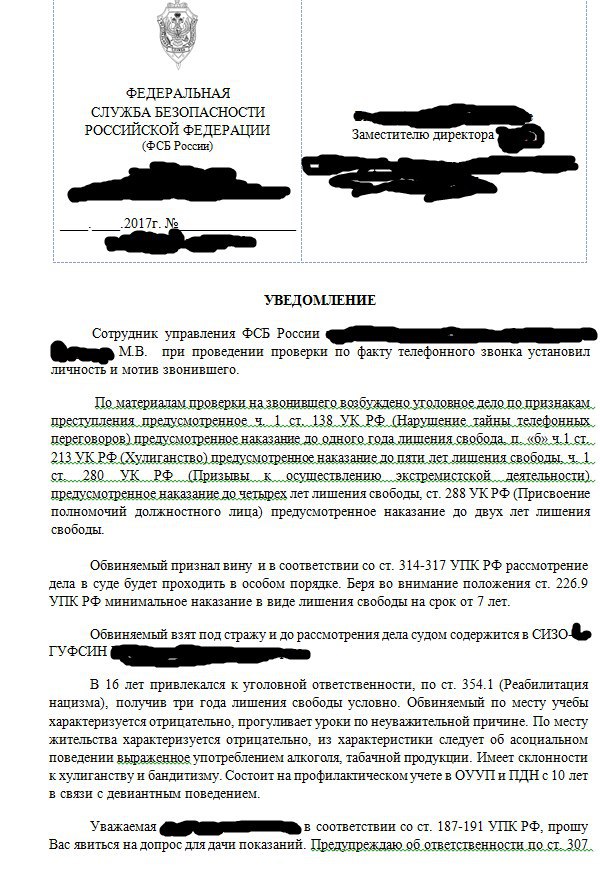 ФЕДЕРАЛЬНАЯ
СЛУЖБА БЕЗОПАСНОСТИ
РОССИЙСКОЙ ФЕДЕРАЦИИ
(ФСБ России)
____.____.2017г. №
Заместителю директора
УВЕДОМЛЕНИЕ
Сотрудник управления ФСБ России
М.В. при проведении проверки по факту телефонного звонка установил
личность и мотив звонившего.
По материалам проверки на звонившего возбуждено уголовное дело по признакам
преступления предусмотренное ч. 1 ст. 138 УК РФ (Нарушение тайны телефонных
переговоров) предусмотренное наказание до одного года лишения свобода, п. «б» ч.1 ст.
213 УК РФ (Хулиганство) предусмотренное наказание до пяти лет лишения свободы, ч. 1
ст. 280 УК РФ (Призывы к осуществлению экстремистской деятельности)
предусмотренное наказание до четырех лет лишения свободы, ст. 288 УК РФ (Присвоение
полномочий должностного лица) предусмотренное наказание до двух лет лишения
свободы.
Обвиняемый признал вину и в соответствии со ст. 314-317 УПК РФ рассмотрение
дела в суде будет проходить в особом порядке. Беря во внимание положения ст. 226.9
УПК РФ минимальное наказание в виде лишения свободы на срок от 7 лет.
Обвиняемый взят под стражу и до рассмотрения дела судом содержится в СИЗО-
ГУФСИН
В 16 лет привлекался к уголовной ответственности, по ст. 354.1 (Реабилитация
нацизма), получив три года лишения свободы условно. Обвиняемый по месту учебы
характеризуется отрицательно, прогуливает уроки по неуважительной причине. По месту
жительства характеризуется отрицательно, из характеристики следует об асоциальном
поведении выраженное употреблением алкоголя, табачной продукции. Имеет склонности
к хулиганству и бандитизму. Состоит на профилактическом учете в ОУУП и ПДН с 10 лет
в связи с девиантным поведением.
Уважаемая в соответствии со ст. 187-191 УПК РФ, прошу
Вас явиться на допрос для дачи показаний. Предупреждаю об ответственности по ст. 307